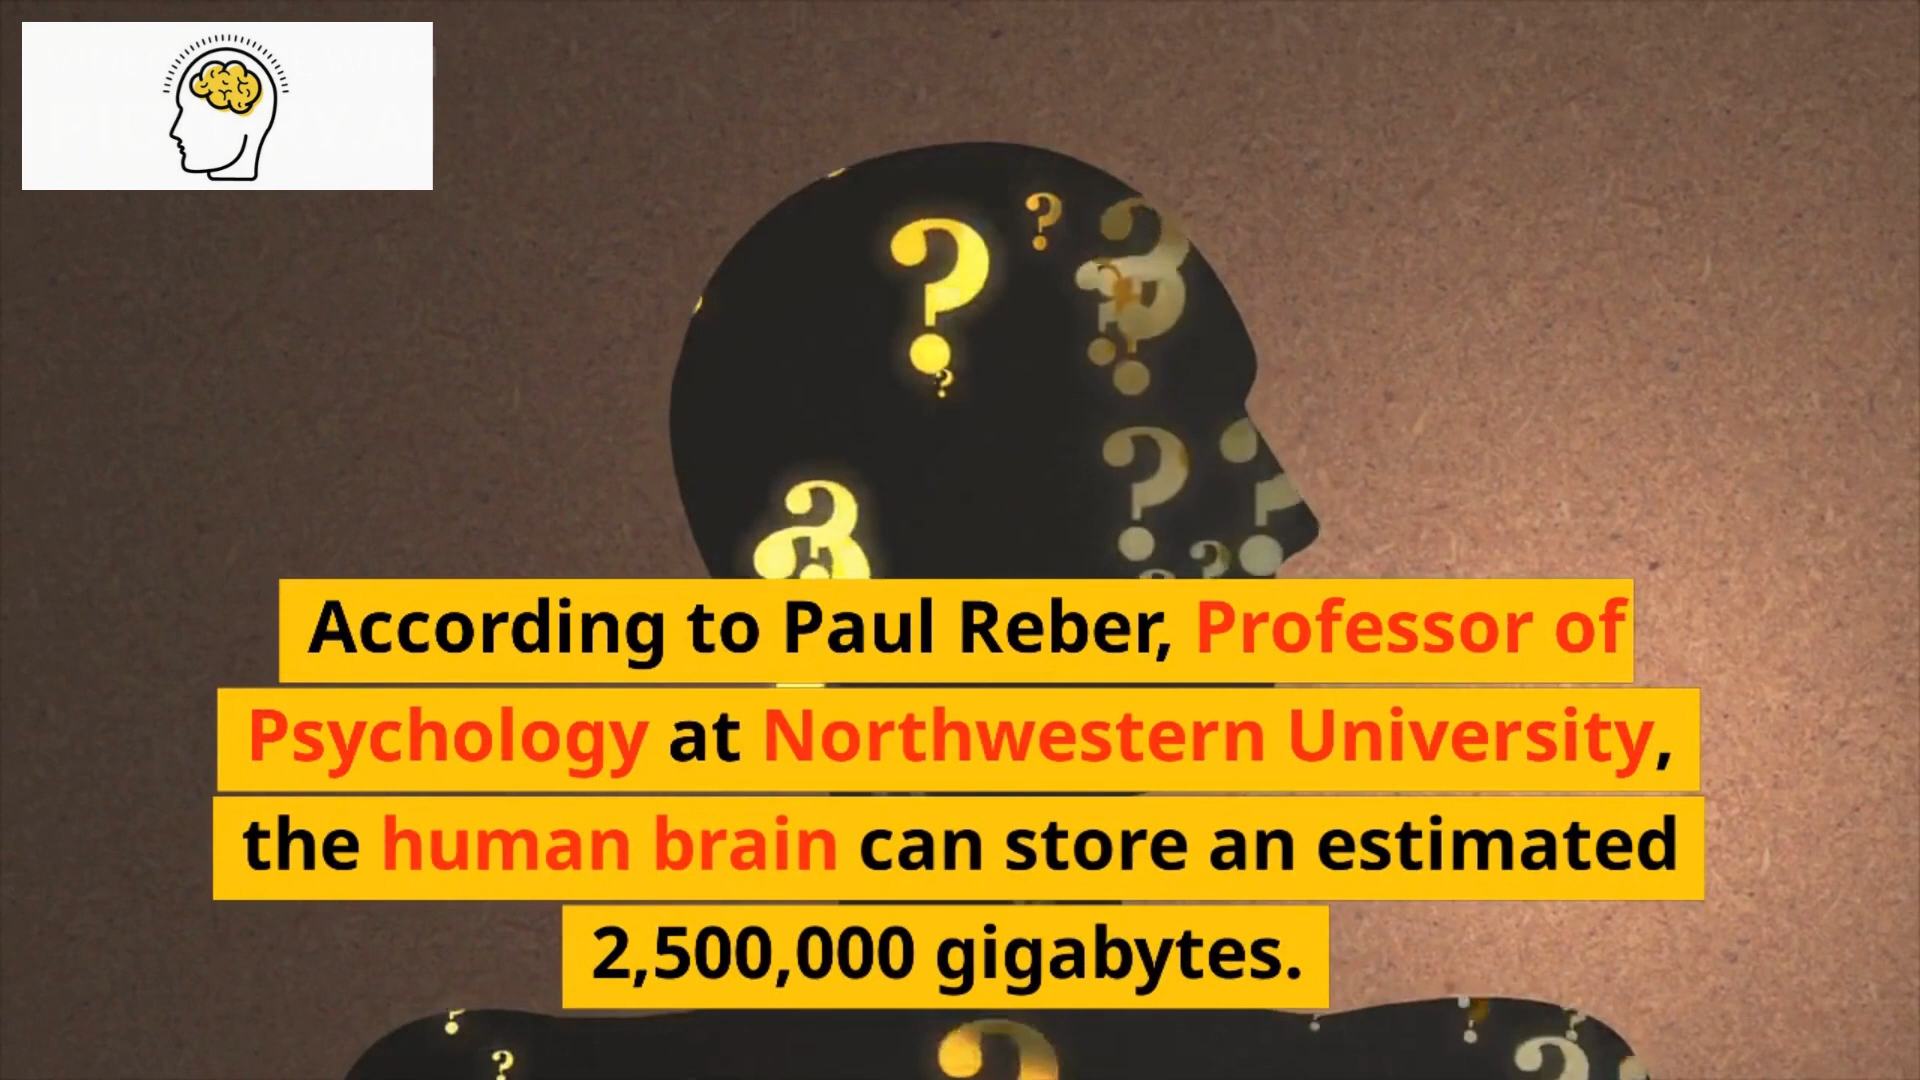 According to Paul Reber, Professor of
Psychology at Northwestern University,
the human brain can store an estimated
2,500,000 gigabytes.